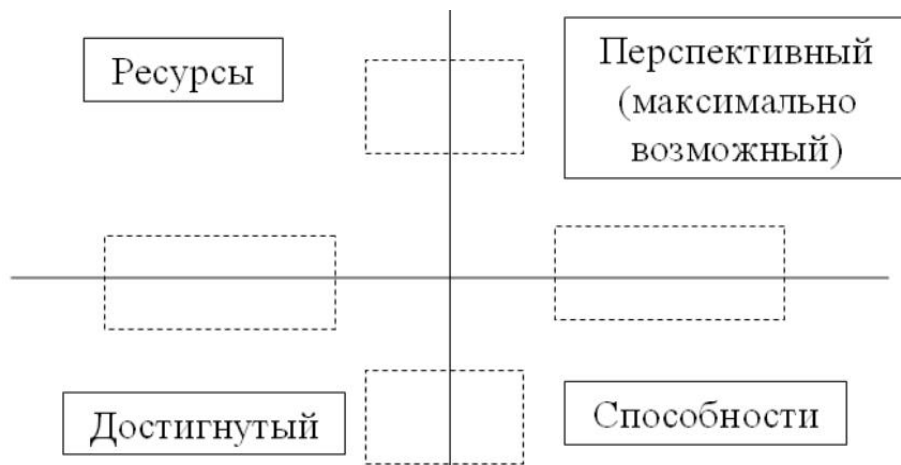 Ресурсы
Перспективный
(максимально
возможный)
Достигнутый
Способности